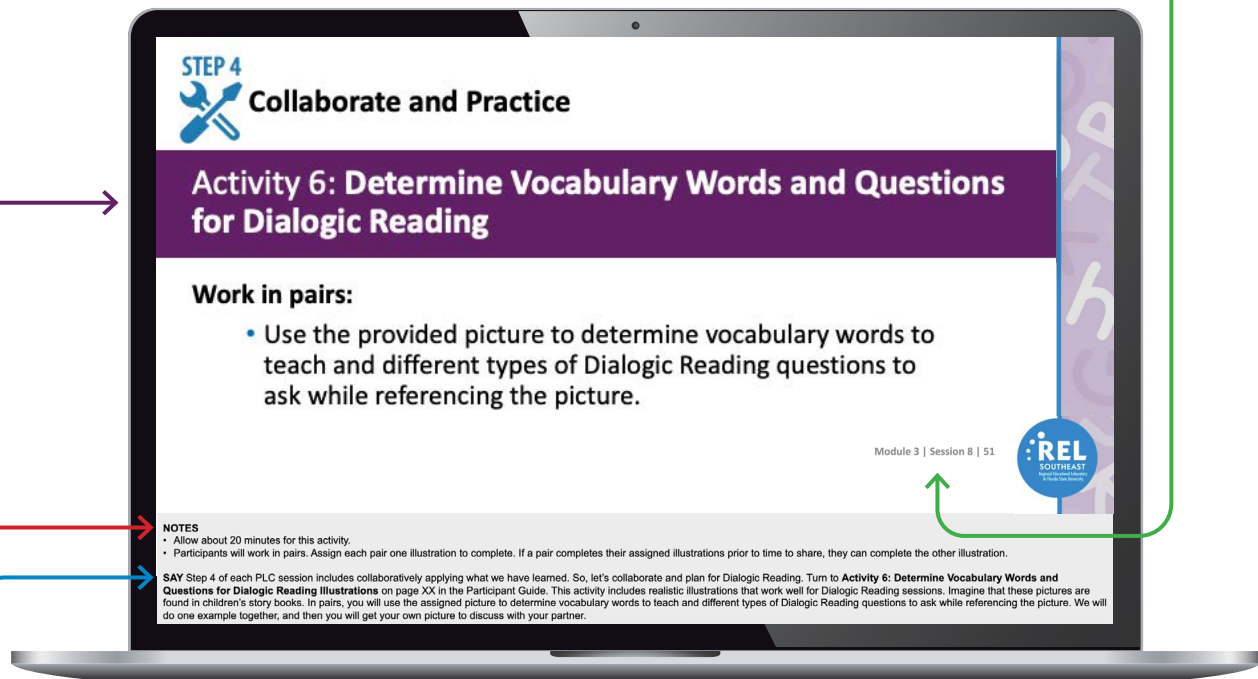 STEP 4
Collaborate and Practice
Activity 6: Determine Vocabulary Words and Questions
for Dialogic Reading
Work in pairs:
• Use the provided picture to determine vocabulary words to
teach and different types of Dialogic Reading questions to
ask while referencing the picture.
Module 3 | Session 8 | 51
REL
SOUTHEAST
Regional Educational Laboratory
At Florida State University
NOTES
• Allow about 20 minutes for this activity.
• Participants will work in pairs. Assign each pair one illustration to complete. If a pair completes their assigned illustrations prior to time to share, they can complete the other illustration.
SAY Step 4 of each PLC session includes collaboratively applying what we have learned. So, let's collaborate and plan for Dialogic Reading. Turn to Activity 6: Determine Vocabulary Words and
Questions for Dialogic Reading Illustrations on page XX in the Participant Guide. This activity includes realistic illustrations that work well for Dialogic Reading sessions. Imagine that these pictures are
found in children's story books. In pairs, you will use the assigned picture to determine vocabulary words to teach and different types of Dialogic Reading questions to ask while referencing the picture. We will
do one example together, and then you will get your own picture to discuss with your partner.